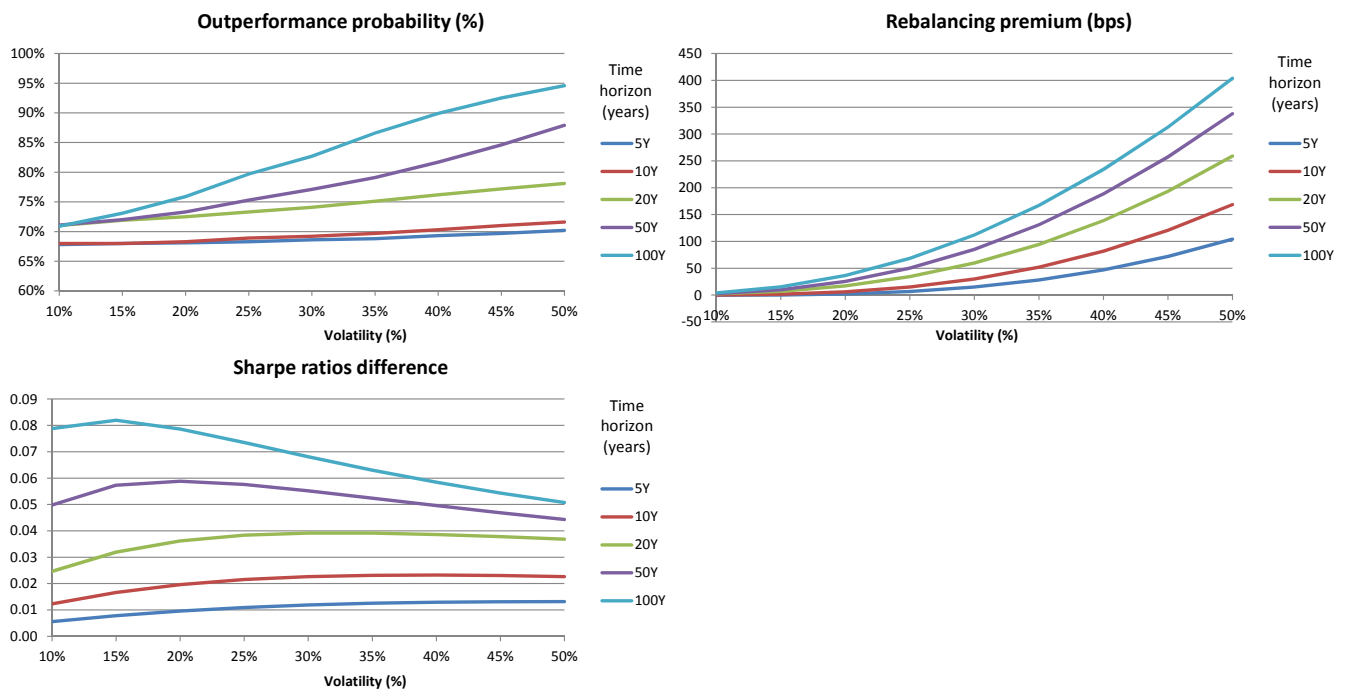 Outperformance probability (%)
100%
95%
90%
85%
80%
75%
70%
65%
60%
10% 15% 20% 25% 30% 35% 40% 45% 50%
Volatility (%)
Time
horizon
(years)
5Y
10Y
20Y
50Y
100Y
Rebalancing premium (bps)
450
400
350
300
250
200
150
100
50
0
-50
10% 15% 20% 25% 30% 35% 40% 45% 50%
Volatility (%)
Time
horizon
(years)
5Y
10Y
20Y
50Y
100Y
Sharpe ratios difference
0.09
0.08
0.07
0.06
0.05
0.04
0.03
0.02
0.01
0.00
10% 15% 20% 25% 30% 35% 40% 45% 50%
Volatility (%)
Time
horizon
(years)
5Y
10Y
20Y
50Y
100Y